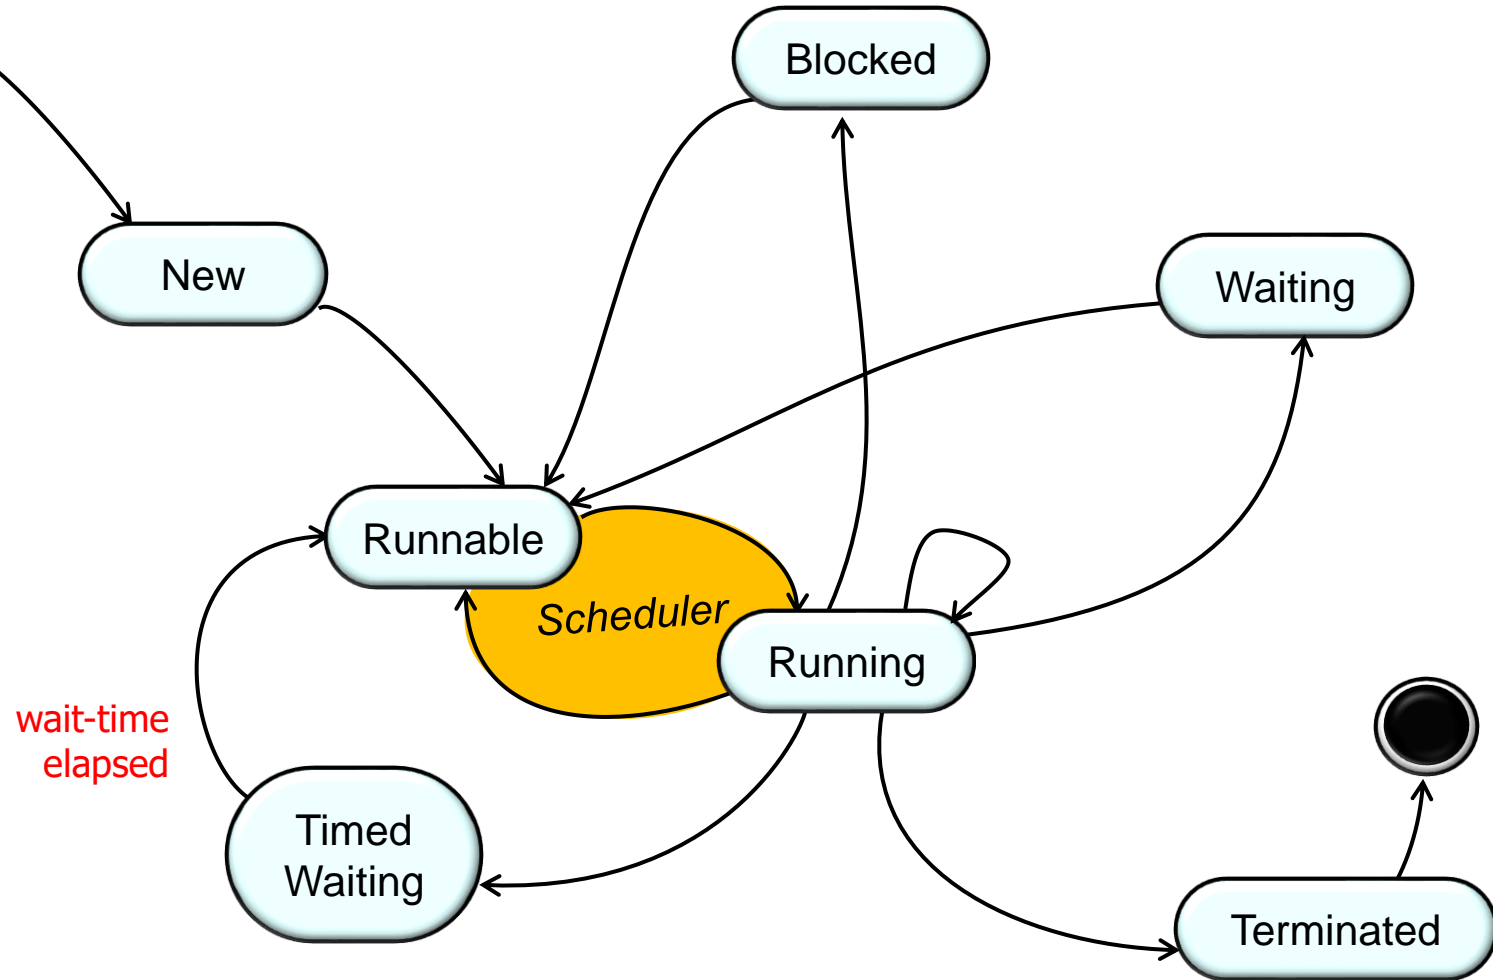 Blocked
New
Waiting
Runnable
Scheduler
Running
wait-time
elapsed
Timed
Waiting
Terminated